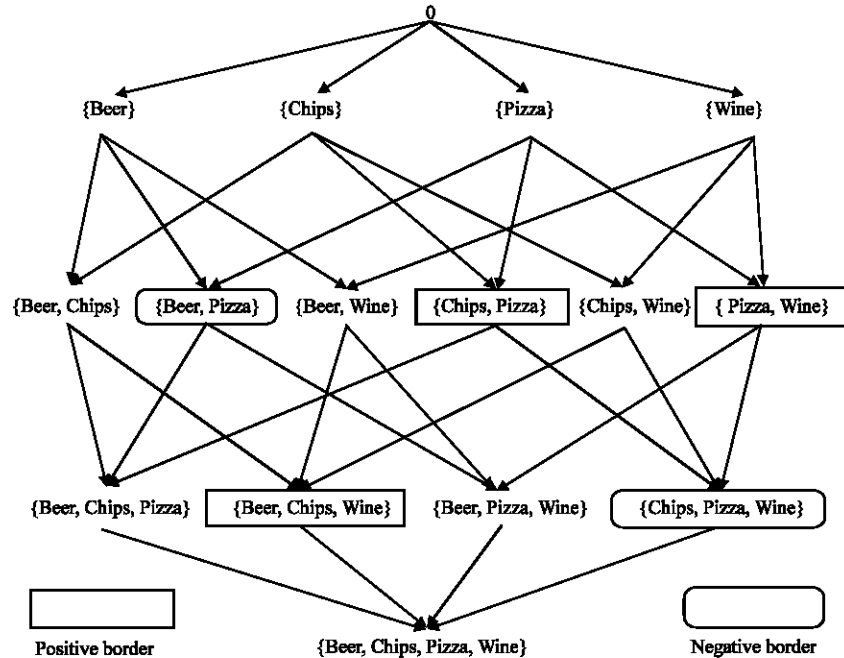 0
{Beer} {Chips} {Pizza} {Wine}
{Beer, Chips} {Beer, Pizza} {Beer, Wine} {Chips, Pizza} {Chips, Wine} { Pizza, Wine}
{Beer, Chips, Pizza} {Beer, Chips, Wine} {Beer, Pizza, Wine} {Chips, Pizza, Wine}
{Beer, Chips, Pizza, Wine}
Positive border Negative border